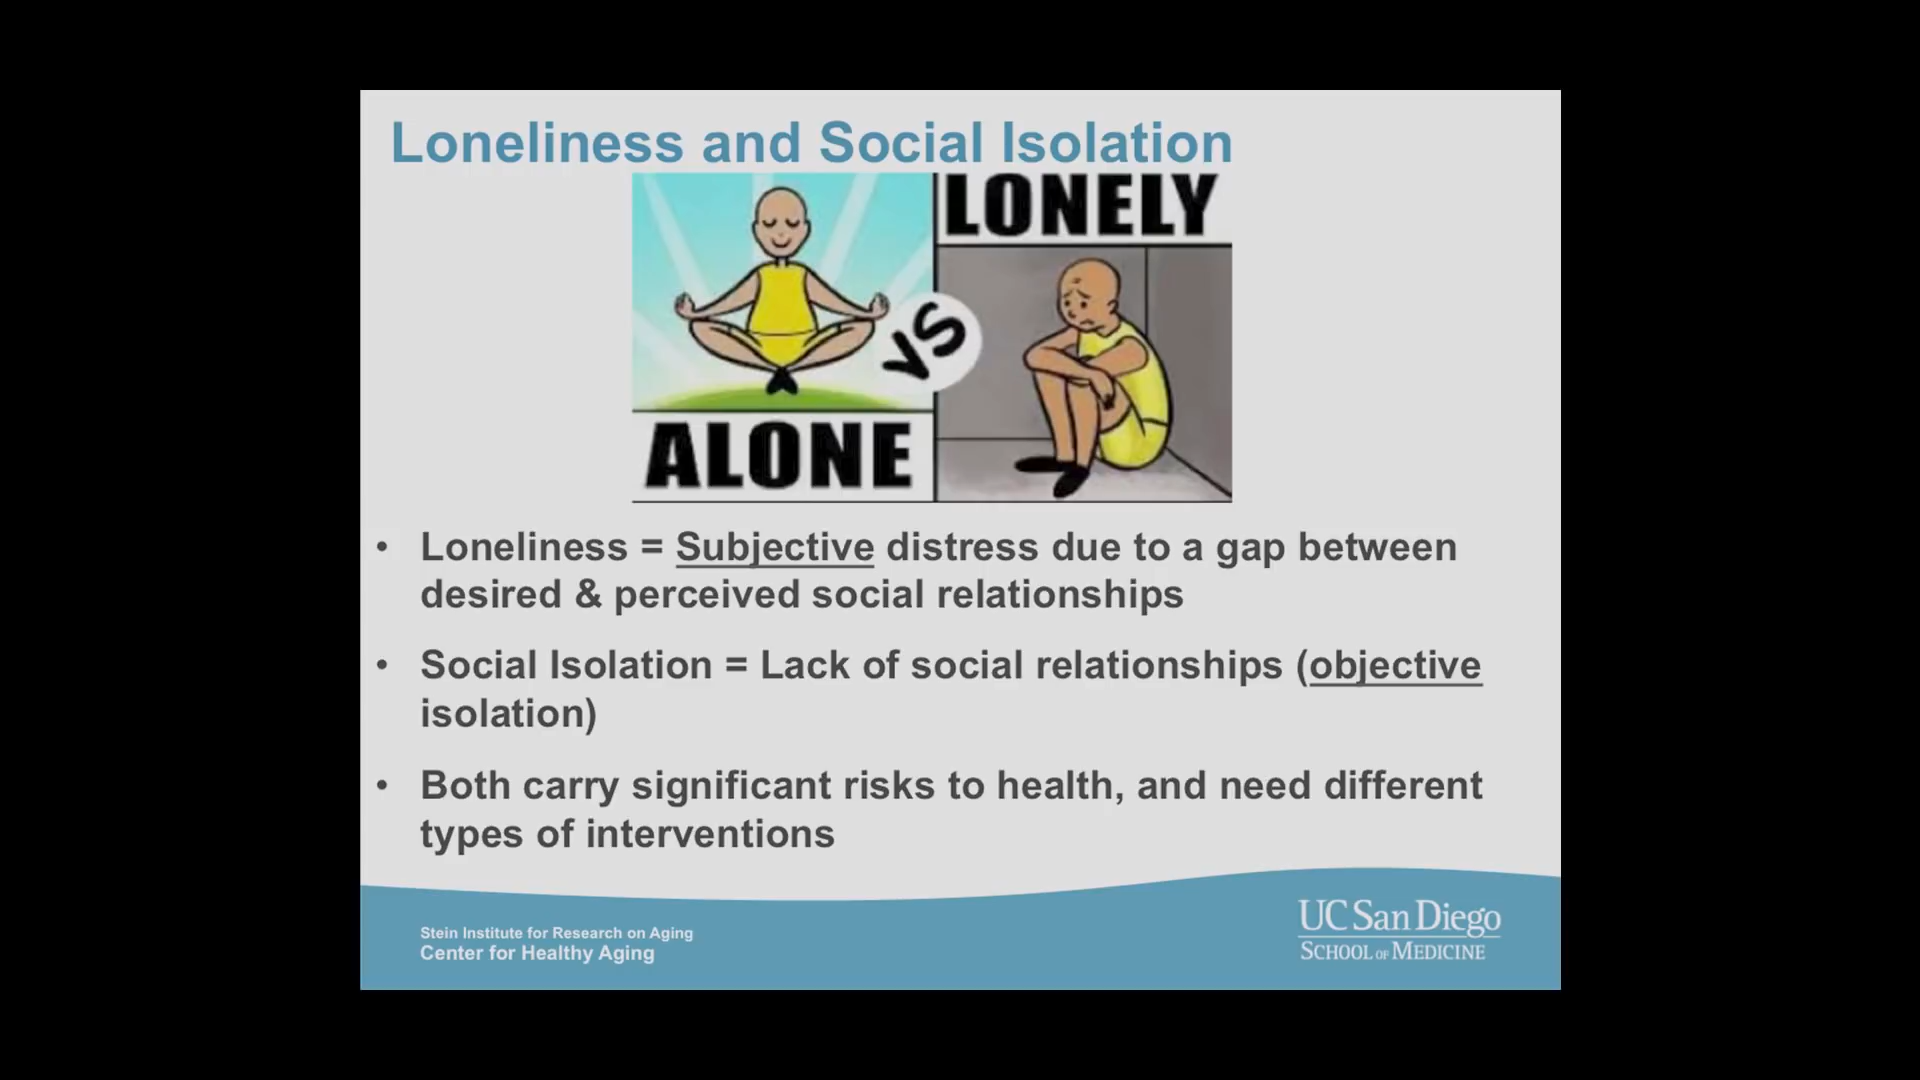 Loneliness and Social Isolation
LONELY
VS
ALONE
• Loneliness = Subjective distress due to a gap between
desired & perceived social relationships
• Social Isolation = Lack of social relationships (objective
isolation)
• Both carry significant risks to health, and need different
types of interventions
Stein Institute for Research on Aging
Center for Healthy Aging
UC San Diego
SCHOOL OF MEDICINE